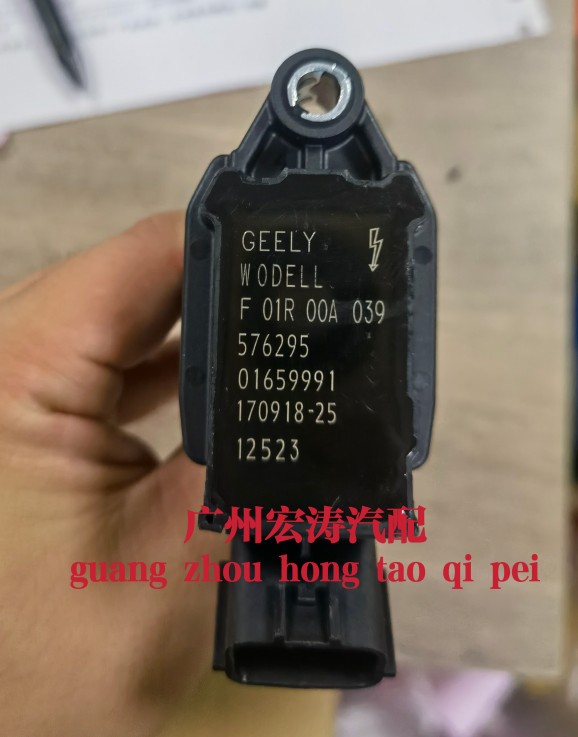 GEELY
WODELL
F 01R 00A 039
576295
01659991
170918-25
12523
广州宏涛汽配
guang zhou hong tao qi pei